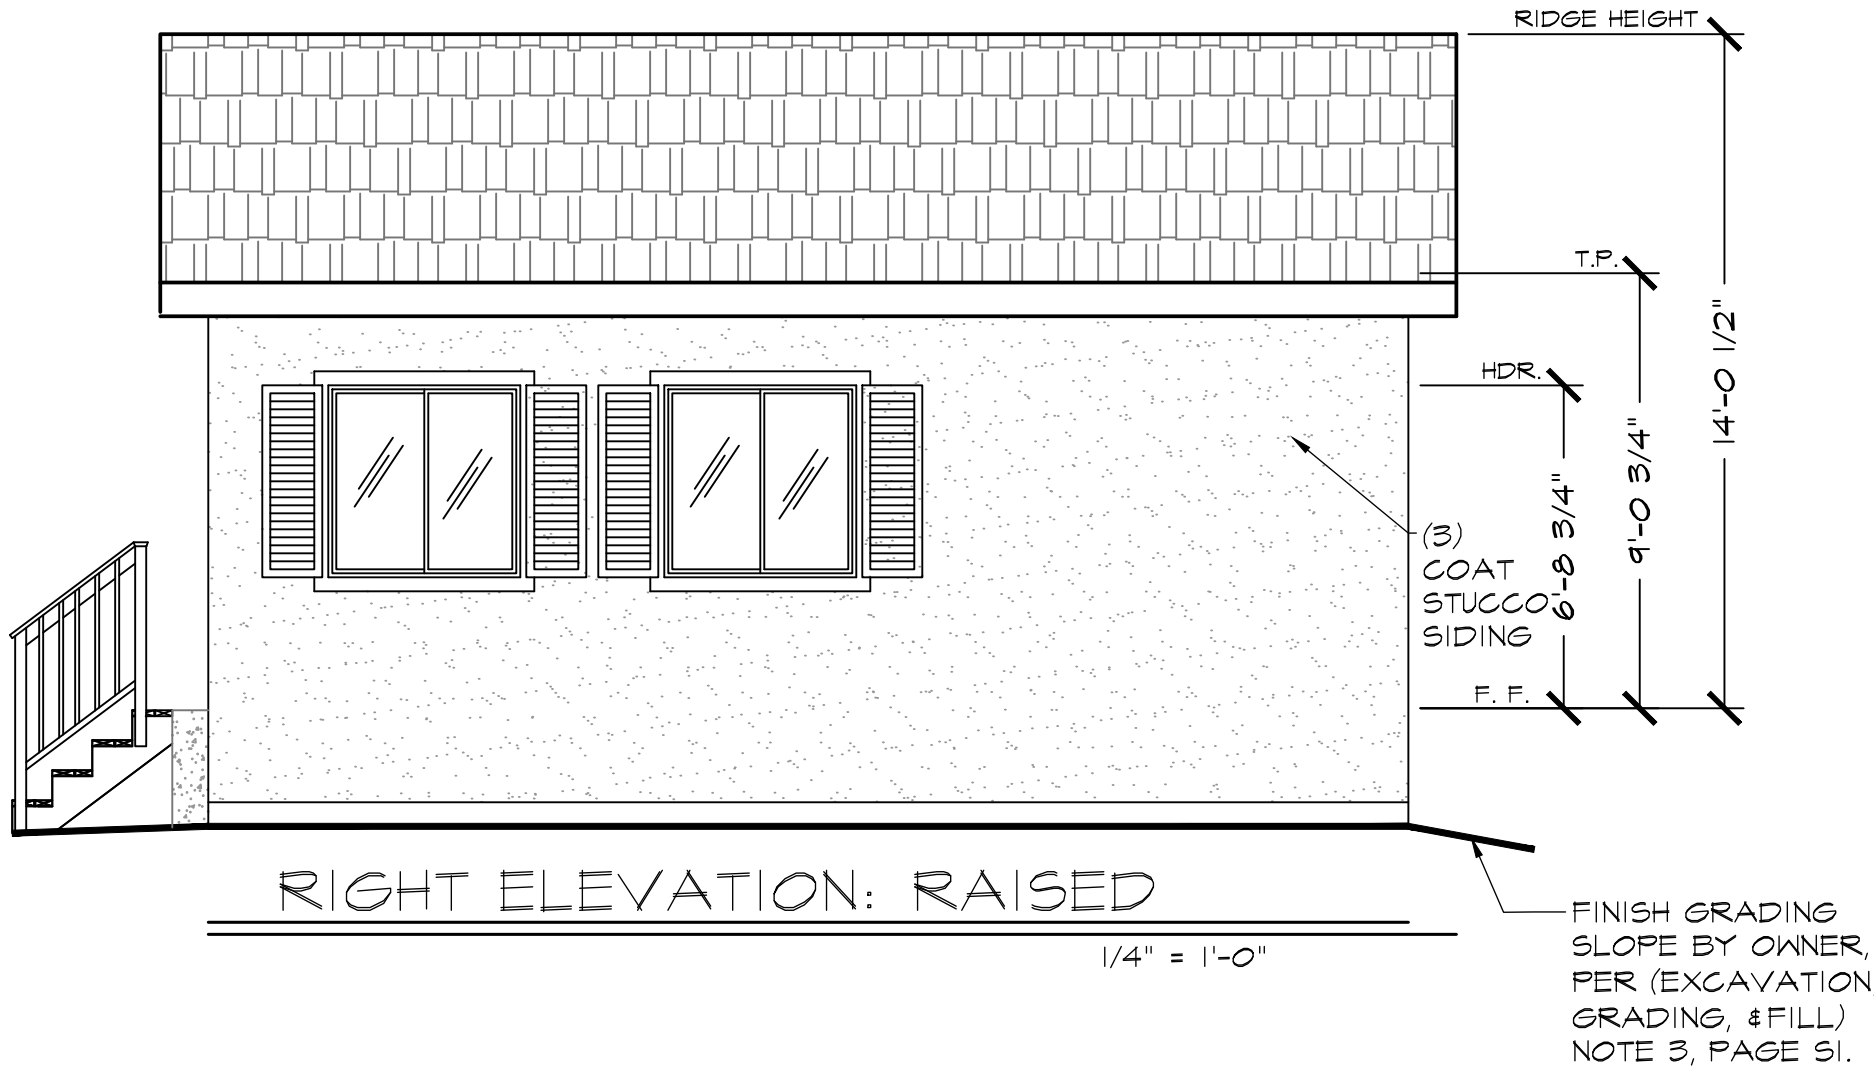 RIDGE HEIGHT
T.P.
HDR.
14'-0 1/2"
9'-0 3/4"
6'-8 3/4"
(3)
COAT
STUCCO
SIDING
F. F.
RIGHT ELEVATION: RAISED
1/4" = 1'-0"
FINISH GRADING
SLOPE BY OWNER,
PER (EXCAVATION,
GRADING, & FILL)
NOTE 3, PAGE S1.